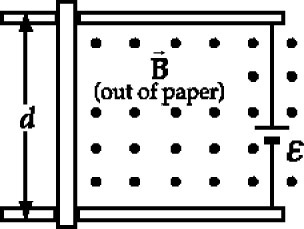 B⃗
(out of paper)
d
ℰ